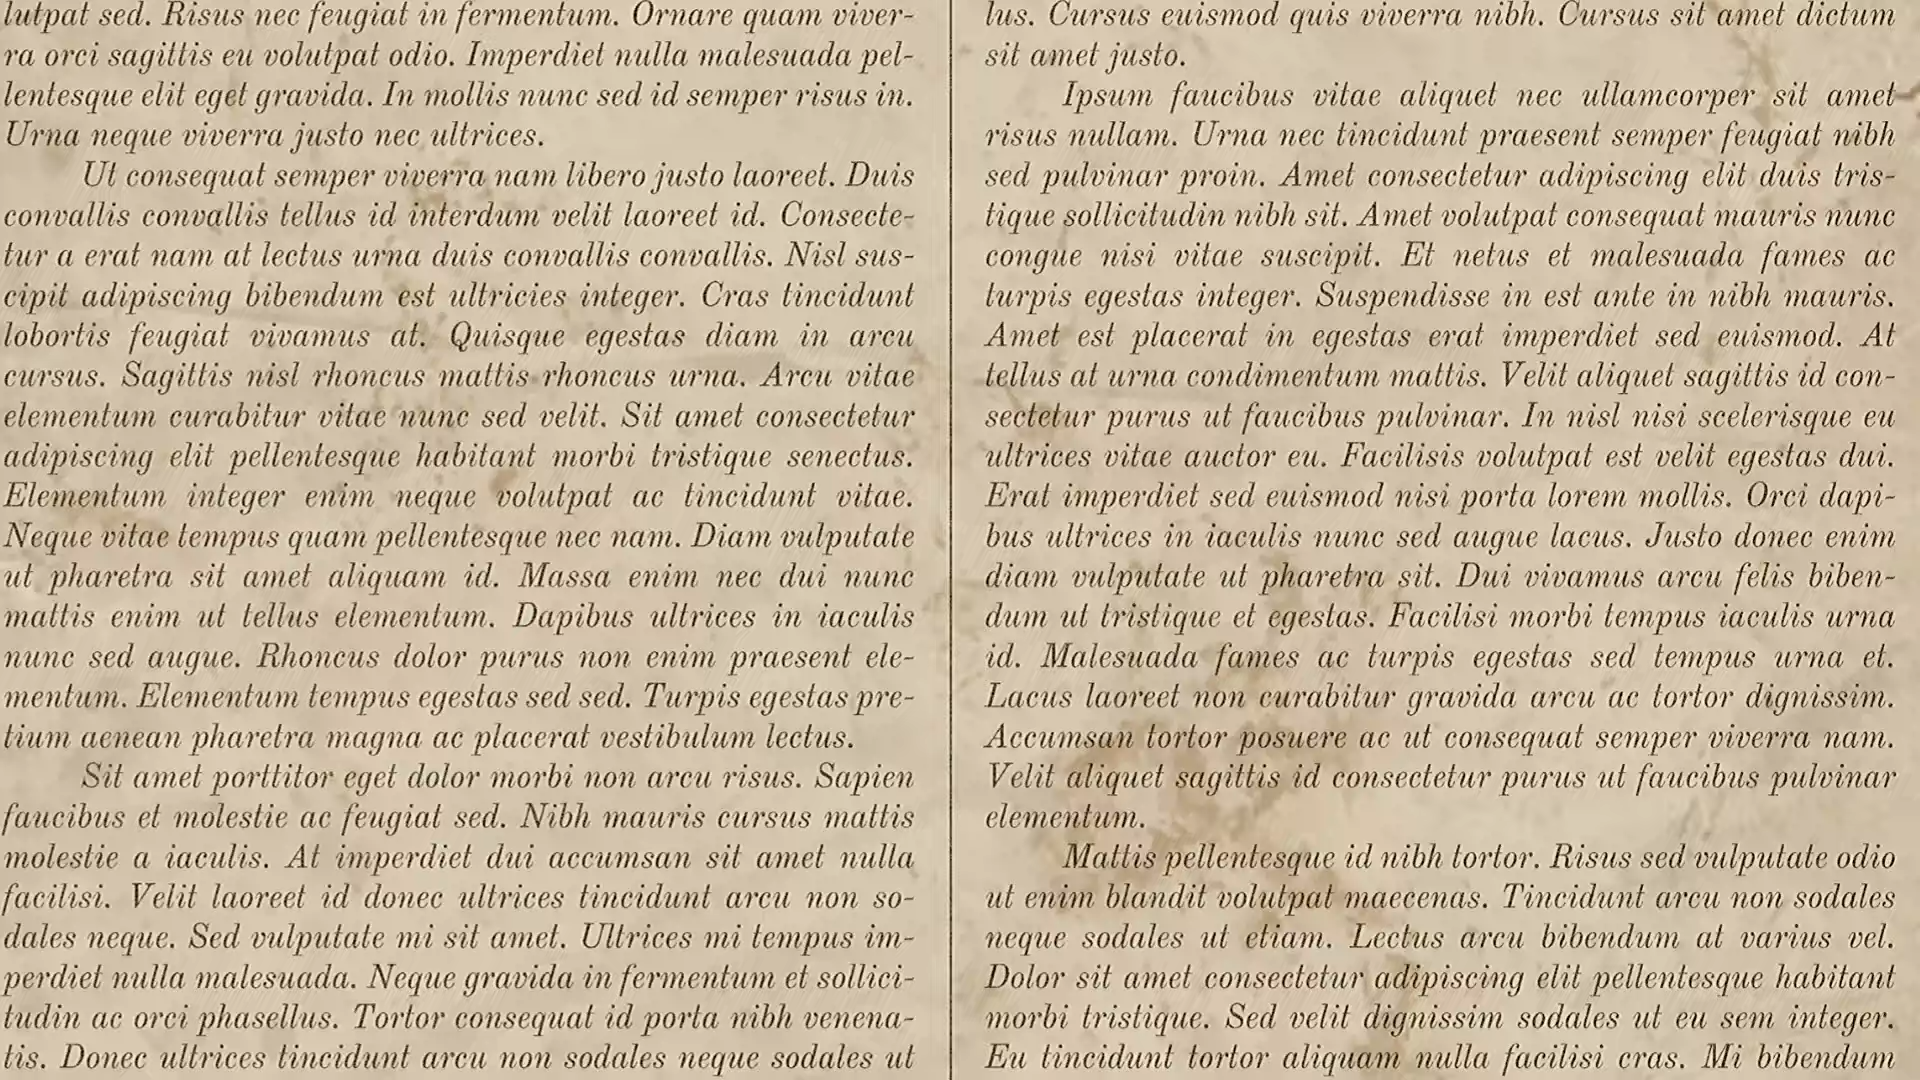 lutpat sed. Risus nec feugiat in fermentum. Ornare quam viver-
ra orci sagittis eu volutpat odio. Imperdiet nulla malesuada pel-
lentesque elit eget gravida. In mollis nunc sed id semper risus in.
Urna neque viverra justo nec ultrices.
Ut consequat semper viverra nam libero justo laoreet. Duis
convallis convallis tellus id interdum velit laoreet id. Consecte-
tur a erat nam at lectus urna duis convallis convallis. Nisl sus-
cipit adipiscing bibendum est ultricies integer. Cras tincidunt
lobortis feugiat vivamus at. Quisque egestas diam in arcu
cursus. Sagittis nisl rhoncus mattis rhoncus urna. Arcu vitae
elementum curabitur vitae nunc sed velit. Sit amet consectetur
adipiscing elit pellentesque habitant morbi tristique senectus.
Elementum integer enim neque volutpat ac tincidunt vitae.
Neque vitae tempus quam pellentesque nec nam. Diam vulputate
ut pharetra sit amet aliquam id. Massa enim nec dui nunc
mattis enim ut tellus elementum. Dapibus ultrices in iaculis
nunc sed augue. Rhoncus dolor purus non enim praesent ele-
mentum. Elementum tempus egestas sed sed. Turpis egestas pre-
tium aenean pharetra magna ac placerat vestibulum lectus.
Sit amet porttitor eget dolor morbi non arcu risus. Sapien
faucibus et molestie ac feugiat sed. Nibh mauris cursus mattis
molestie a iaculis. At imperdiet dui accumsan sit amet nulla
facilisi. Velit laoreet id donec ultrices tincidunt arcu non so-
dales neque. Sed vulputate mi sit amet. Ultrices mi tempus im-
perdiet nulla malesuada. Neque gravida in fermentum et sollici-
tudin ac orci phasellus. Tortor consequat id porta nibh venena-
tis. Donec ultrices tincidunt arcu non sodales neque sodales ut
lus. Cursus euismod quis viverra nibh. Cursus sit amet dictum
sit amet justo.
Ipsum faucibus vitae aliquet nec ullamcorper sit amet
risus nullam. Urna nec tincidunt praesent semper feugiat nibh
sed pulvinar proin. Amet consectetur adipiscing elit duis tris-
tique sollicitudin nibh sit. Amet volutpat consequat mauris nunc
congue nisi vitae suscipit. Et netus et malesuada fames ac
turpis egestas integer. Suspendisse in est ante in nibh mauris.
Amet est placerat in egestas erat imperdiet sed euismod. At
tellus at urna condimentum mattis. Velit aliquet sagittis id con-
sectetur purus ut faucibus pulvinar. In nisl nisi scelerisque eu
ultrices vitae auctor eu. Facilisis volutpat est velit egestas dui.
Erat imperdiet sed euismod nisi porta lorem mollis. Orci dapi-
bus ultrices in iaculis nunc sed augue lacus. Justo donec enim
diam vulputate ut pharetra sit. Dui vivamus arcu felis biben-
dum ut tristique et egestas. Facilisi morbi tempus iaculis urna
id. Malesuada fames ac turpis egestas sed tempus urna et.
Lacus laoreet non curabitur gravida arcu ac tortor dignissim.
Accumsan tortor posuere ac ut consequat semper viverra nam.
Velit aliquet sagittis id consectetur purus ut faucibus pulvinar
elementum.
Mattis pellentesque id nibh tortor. Risus sed vulputate odio
ut enim blandit volutpat maecenas. Tincidunt arcu non sodales
neque sodales ut etiam. Lectus arcu bibendum at varius vel.
Dolor sit amet consectetur adipiscing elit pellentesque habitant
morbi tristique. Sed velit dignissim sodales ut eu sem integer.
Eu tincidunt tortor aliquam nulla facilisi cras. Mi bibendum